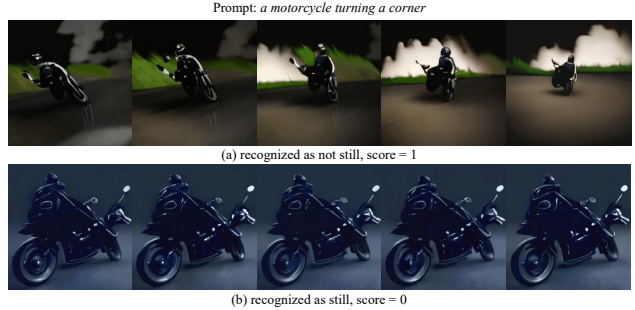 Prompt: a motorcycle turning a corner
(a) recognized as not still, score = 1
(b) recognized as still, score = 0